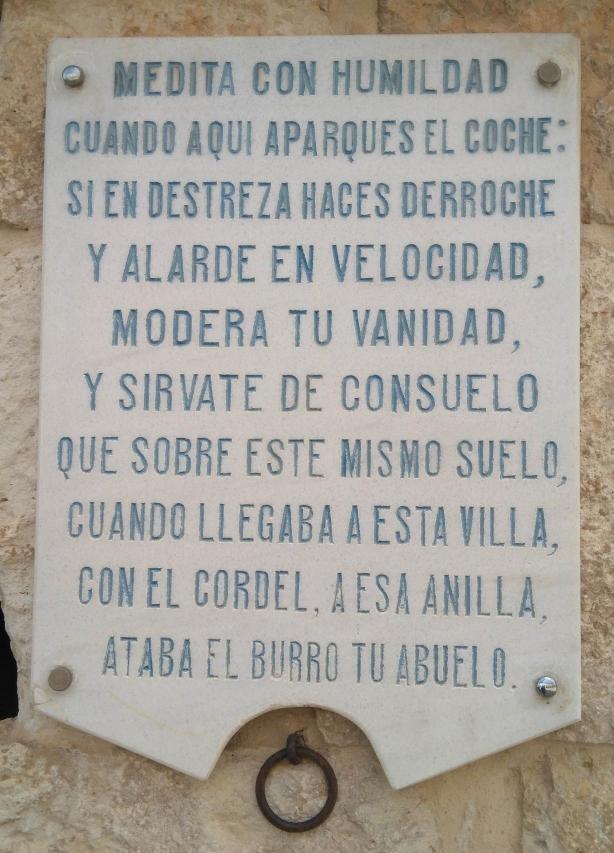 MEDITA CON HUMILDAD
CUANDO AQUI APARQUES EL COCHE:
SI EN DESTREZA HACES DERROCHE
Y ALARDE EN VELOCIDAD,
MODERA TU VANIDAD,
Y SIRVATE DE CONSUELO
QUE SOBRE ESTE MISMO SUELO,
CUANDO LLEGABA A ESTA VILLA,
CON EL CORDEL, A ESA ANILLA,
ATABA EL BURRO TU ABUELO.